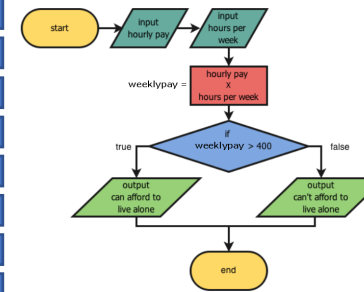 start
input
hourly pay
input
hours per
week
weeklypay =
hourly pay
X
hours per week
if
weeklypay > 400
true
false
output
can afford to
live alone
output
can't afford to
live alone
end